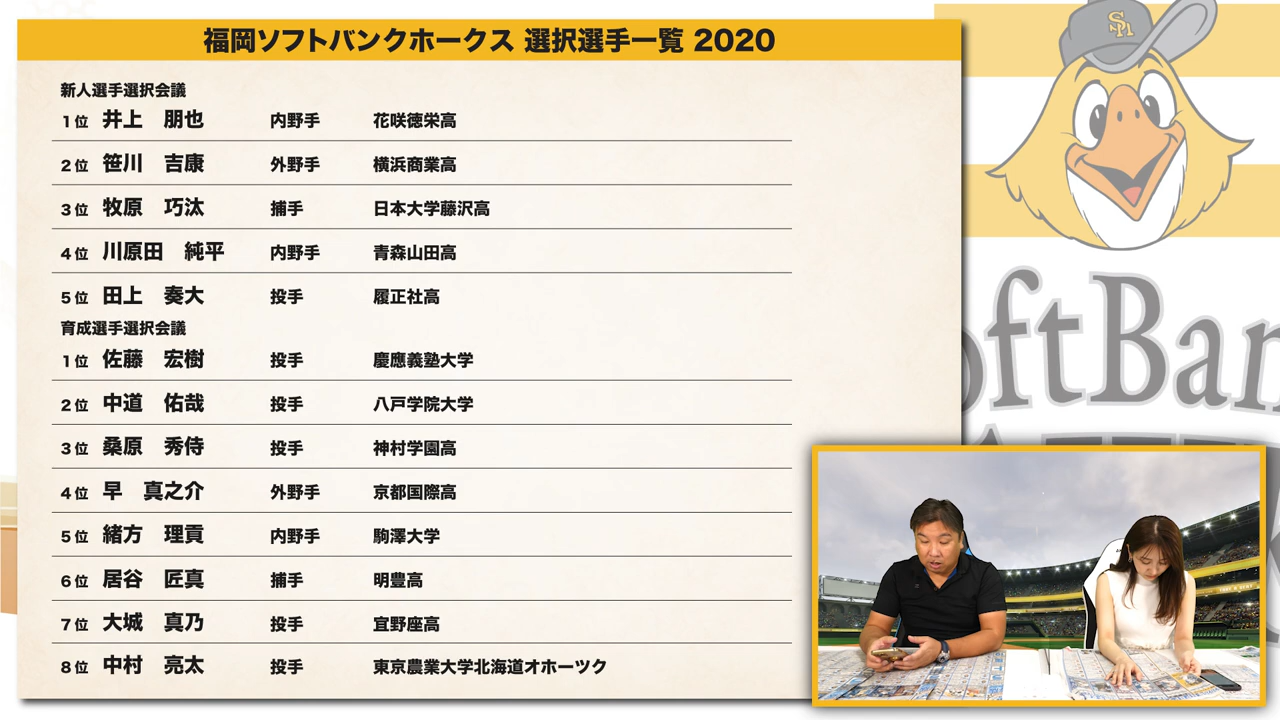 福岡ソフトバンクホークス 選択選手一覧 2020
新人選手選択会議
1位 井上 朋也 内野手 花咲徳栄高
2位 笹川 吉康 外野手 横浜商業高
3位 牧原 巧汰 捕手 日本大学藤沢高
4位 川原田 純平 内野手 青森山田高
5位 田上 奏大 投手 履正社高
育成選手選択会議
1位 佐藤 宏樹 投手 慶應義塾大学
2位 中道 佑哉 投手 八戸学院大学
3位 桑原 秀侍 投手 神村学園高
4位 早 真之介 外野手 京都国際高
5位 緒方 理貢 内野手 駒澤大学
6位 居谷 匠真 捕手 明豊高
7位 大城 真乃 投手 宜野座高
8位 中村 亮太 投手 東京農業大学北海道オホーツク
SH
SoftBan